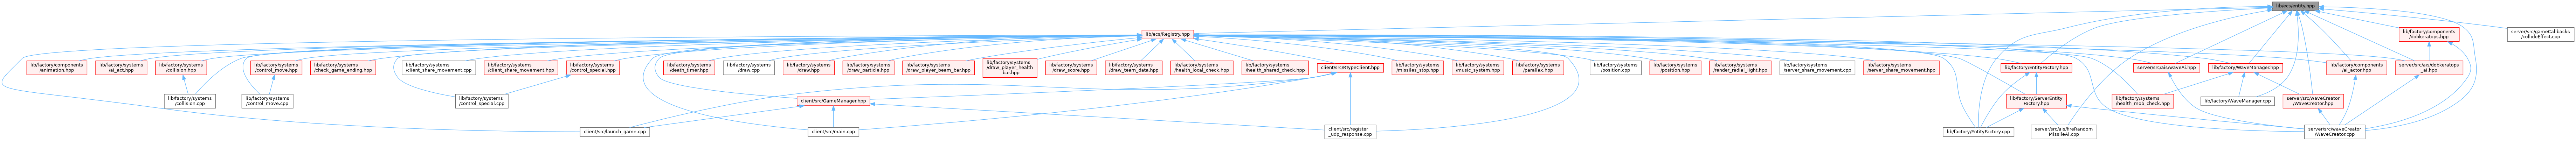 lib/ecs/entity.hpp
lib/ecs/Registry.hpp
lib/factory/components
dobkeratops.hpp
server/src/gameCallbacks
collideEffect.cpp
lib/factory/components
/animation.hpp
lib/factory/systems
/ai_act.hpp
lib/factory/systems
/collision.hpp
lib/factory/systems
/control_move.hpp
lib/factory/systems
/check_game_ending.hpp
lib/factory/systems
/client_share_movement.cpp
lib/factory/systems
/client_share_movement.hpp
lib/factory/systems
/control_special.hpp
lib/factory/systems
/death_timer.hpp
lib/factory/systems
/draw.cpp
lib/factory/systems
/draw.hpp
lib/factory/systems
/draw_particle.hpp
lib/factory/systems
/draw_player_beam_bar.hpp
lib/factory/systems
/draw_player_health
_bar.hpp
lib/factory/systems
/draw_score.hpp
lib/factory/systems
/draw_team_data.hpp
lib/factory/systems
/health_local_check.hpp
lib/factory/systems
/health_shared_check.hpp
client/src/RTypeClient.hpp
lib/factory/systems
/missiles_stop.hpp
lib/factory/systems
/music_system.hpp
lib/factory/systems
/parallax.hpp
lib/factory/systems
/position.cpp
lib/factory/systems
/position.hpp
lib/factory/systems
/render_radial_light.hpp
lib/factory/systems
/server_share_movement.cpp
lib/factory/systems
/server_share_movement.hpp
lib/factory/EntityFactory.hpp
server/src/ais/waveAi.hpp
lib/factory/WaveManager.hpp
lib/factory/components
/ai_actor.hpp
server/src/ais/dobkeratops
_ai.hpp
lib/factory/systems
/collision.cpp
lib/factory/systems
/control_move.cpp
lib/factory/systems
/control_special.cpp
client/src/GameManager.hpp
lib/factory/ServerEntity
Factory.hpp
lib/factory/systems
/health_mob_check.hpp
lib/factory/WaveManager.cpp
server/src/waveCreator
/WaveCreator.hpp
client/src/launch_game.cpp
client/src/main.cpp
client/src/register
_udp_response.cpp
lib/factory/EntityFactory.cpp
server/src/ais/fireRandom
MissileAi.cpp
server/src/waveCreator
/WaveCreator.cpp